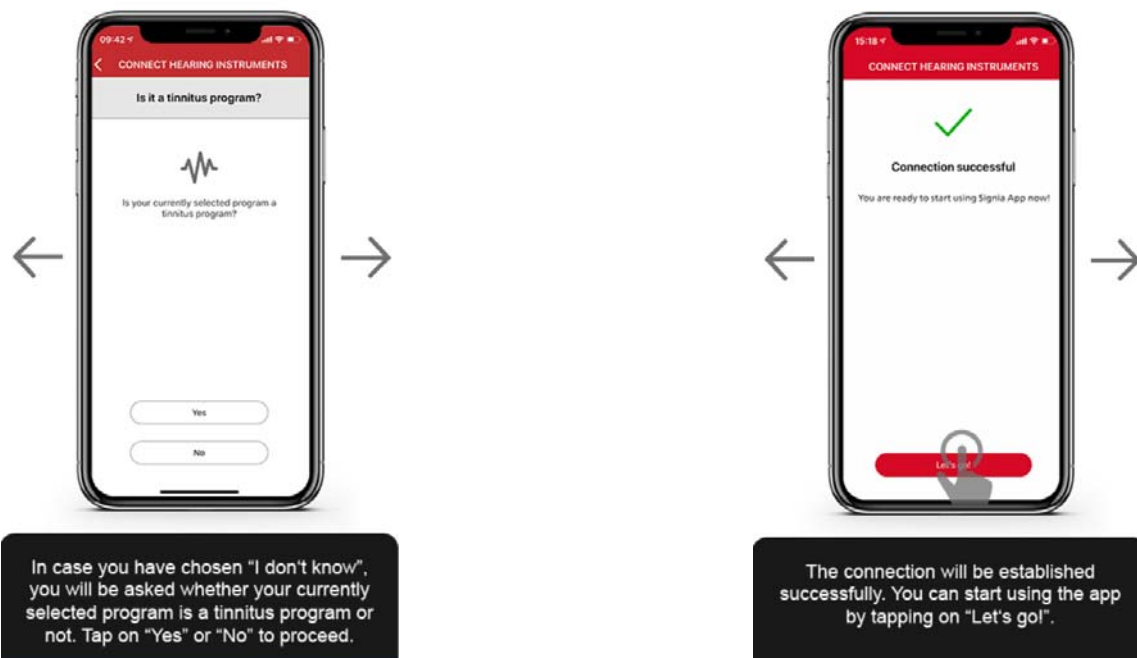 09:42
CONNECT HEARING INSTRUMENTS
Is it a tinnitus program?
Is your currently selected program a
tinnitus program?
Yes
No
In case you have chosen “I don‘t know”,
you will be asked whether your currently
selected program is a tinnitus program or
not. Tap on “Yes” or “No” to proceed.
15:18
CONNECT HEARING INSTRUMENTS
Connection successful
You are ready to start using Signia App now!
Let's go!
The connection will be established
successfully. You can start using the app
by tapping on “Let‘s go!”.